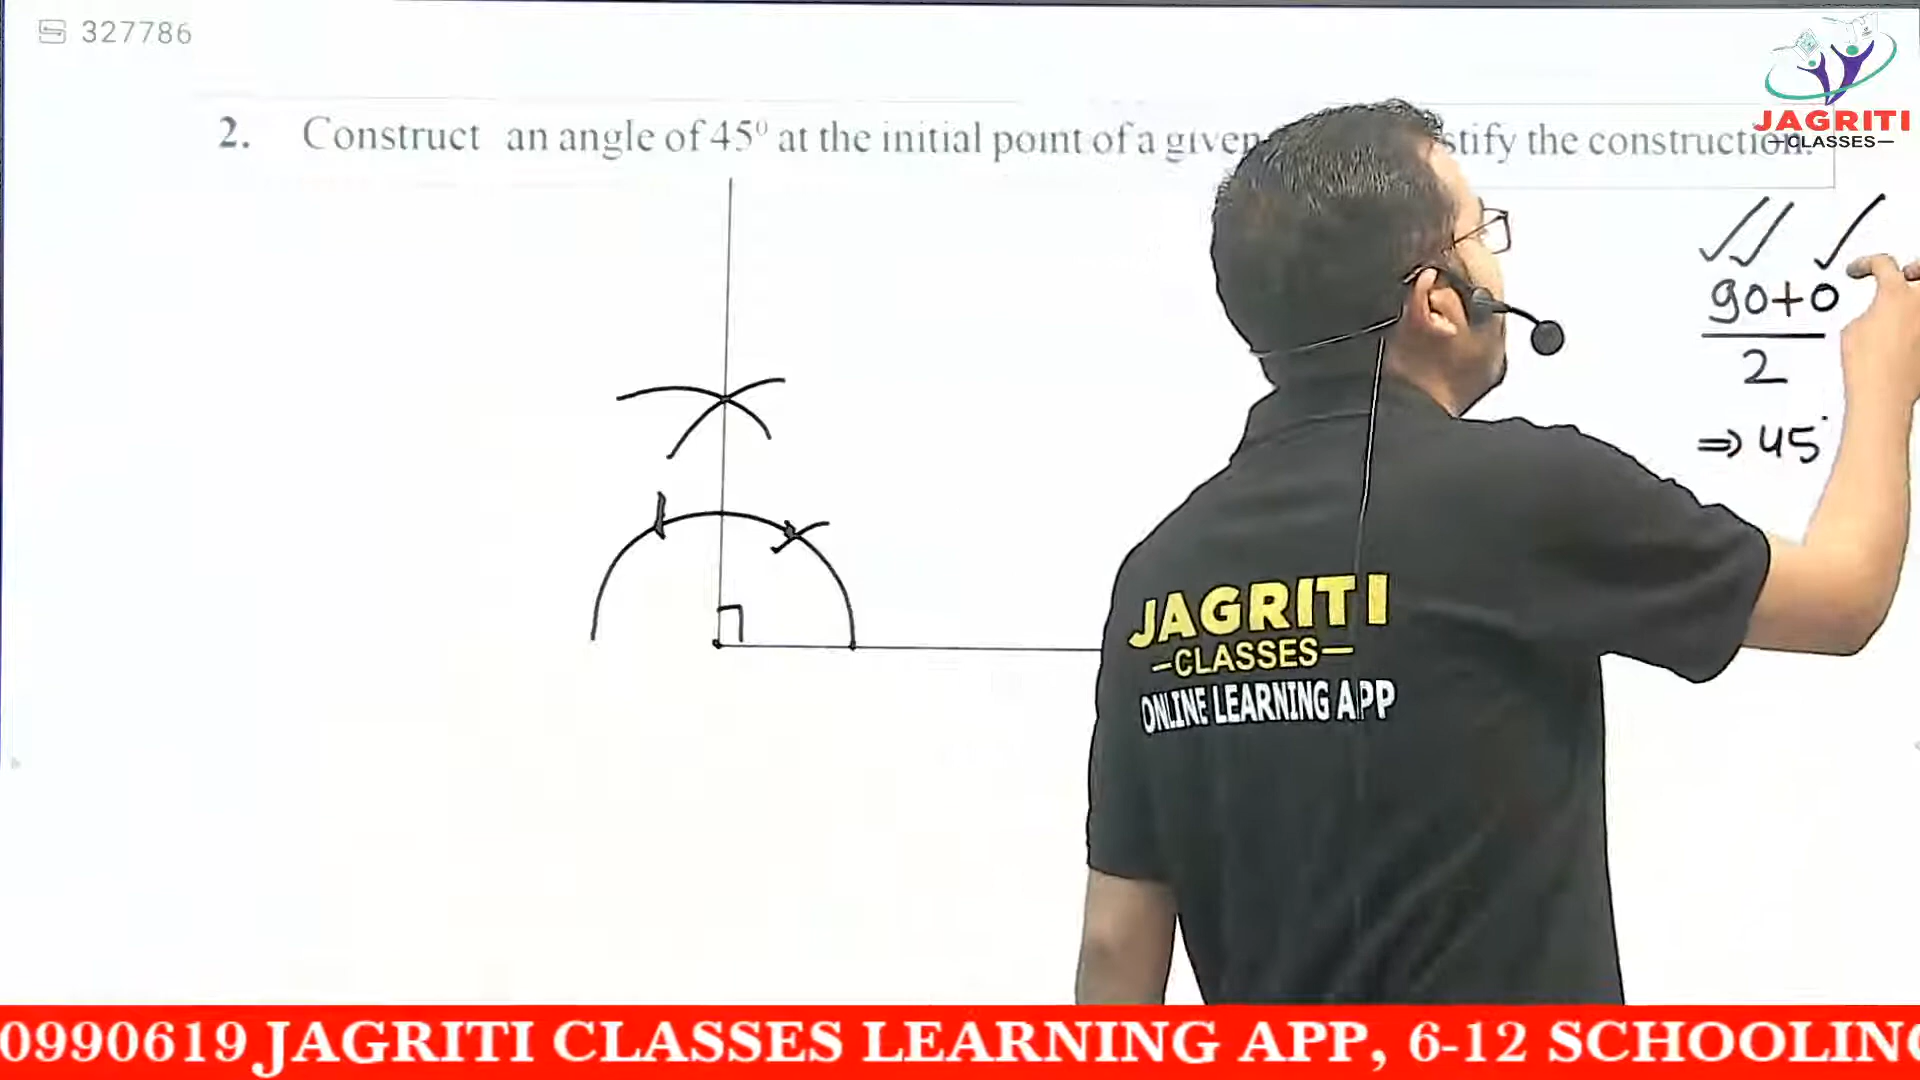 327786
JAGRITI
CLASSES
2. Construct an angle of 45⁰ at the initial point of a given stify the construction.
90+0
2
⇒ 45°
JAGRITI
CLASSES
ONLINE LEARNING APP
0990619 JAGRITI CLASSES LEARNING APP, 6-12 SCHOOLING